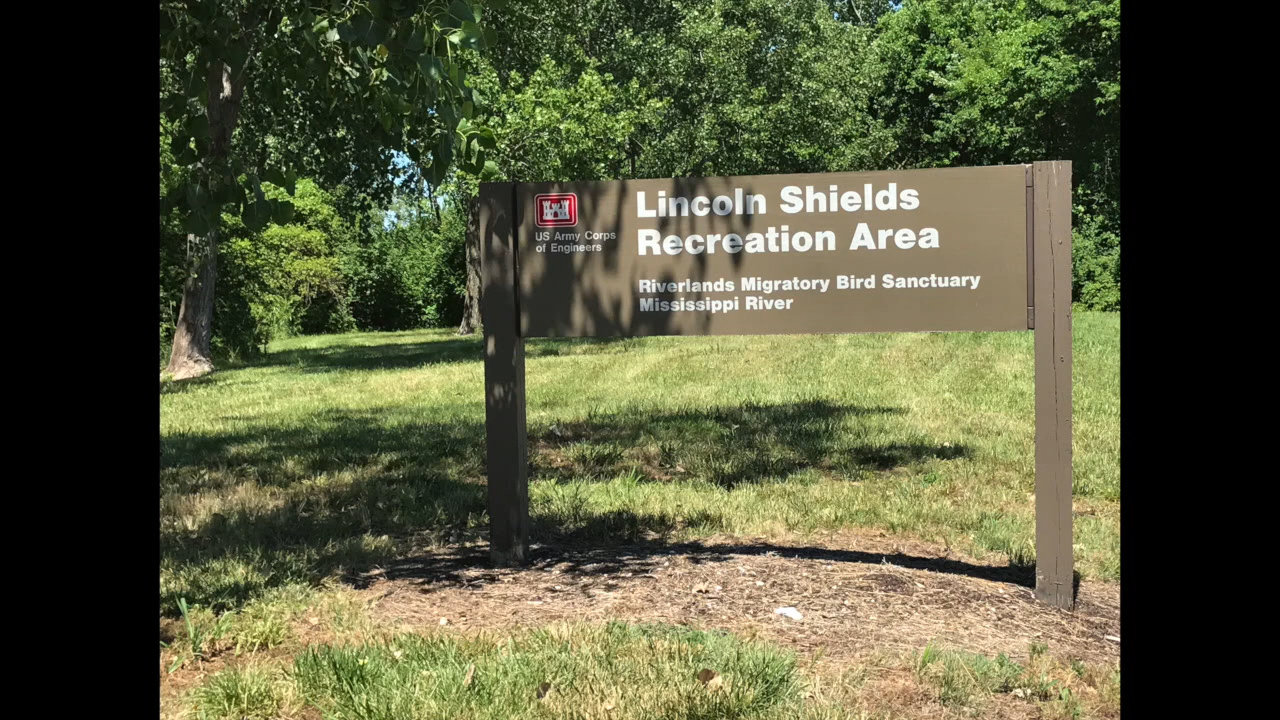 US Army Corps
of Engineers
Lincoln Shields
Recreation Area
Riverlands Migratory Bird Sanctuary
Mississippi River